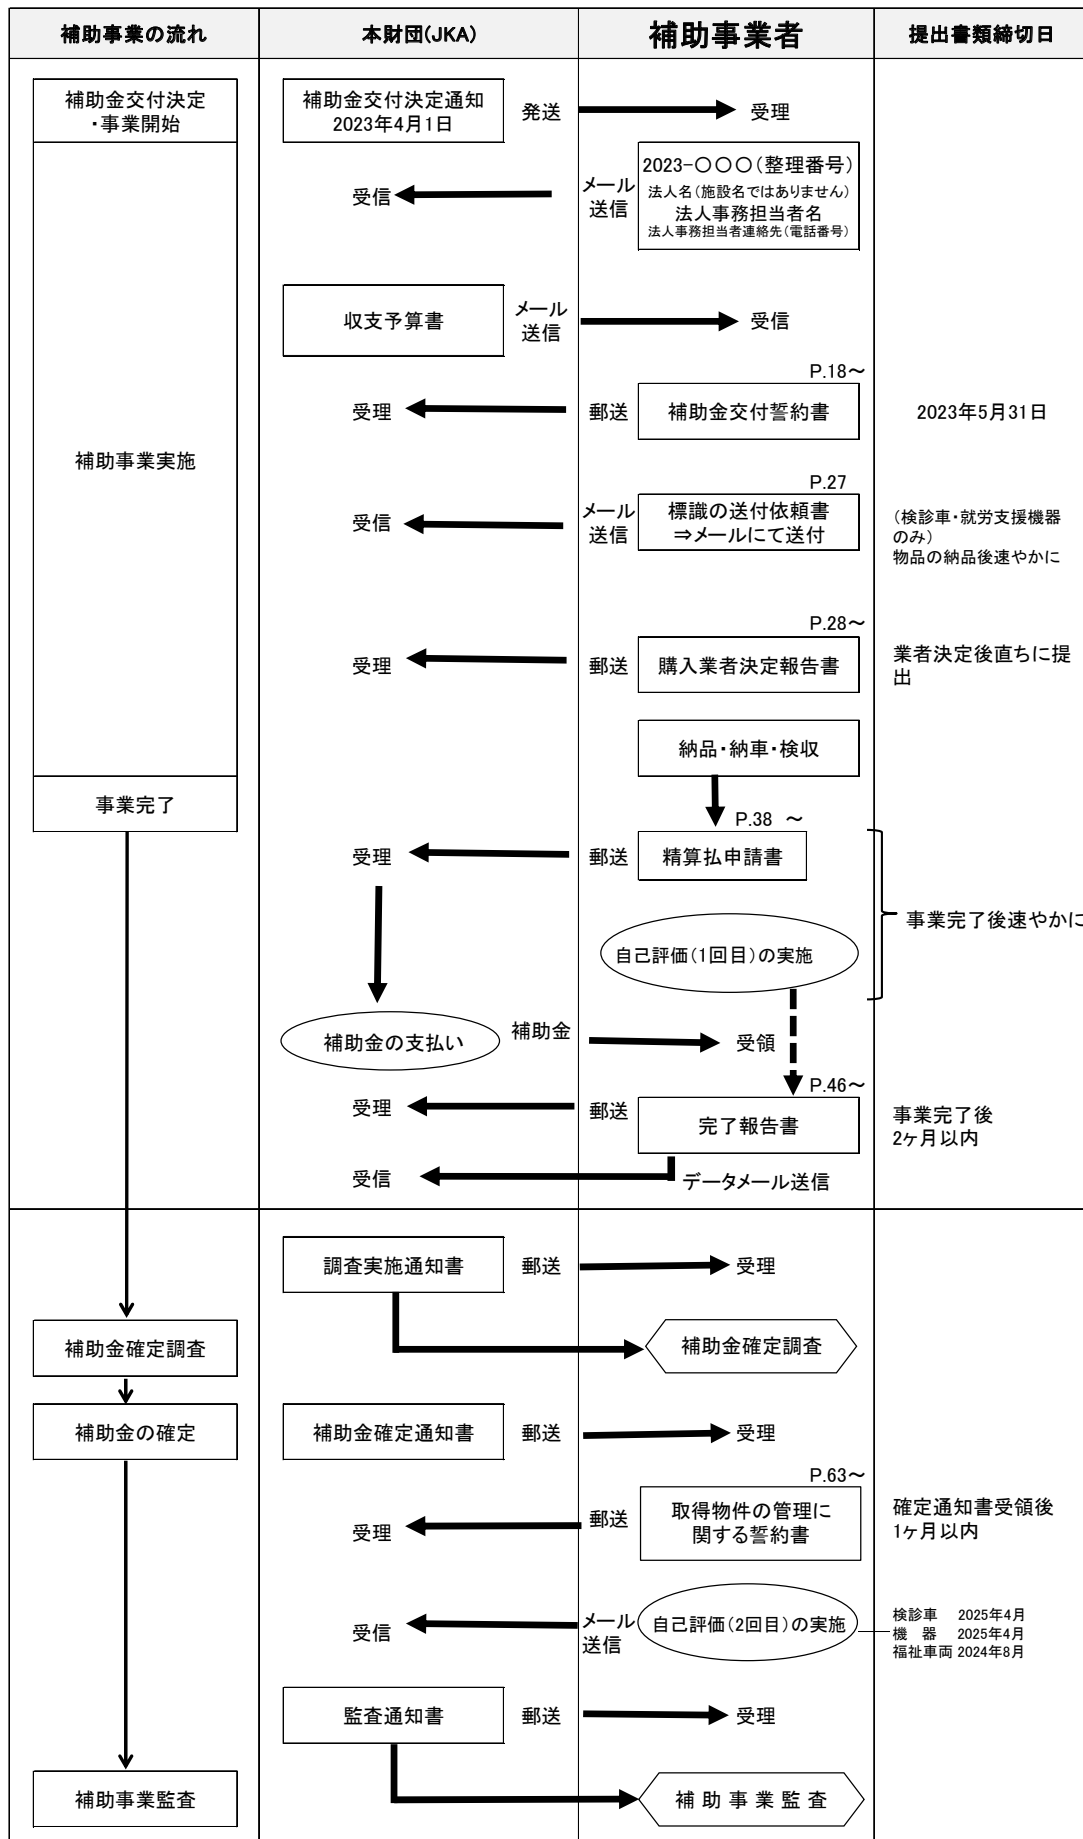 補助事業の流れ
本財団(JKA)
補助事業者
提出書類締切日
補助金交付決定
・事業開始
補助金交付決定通知
2023年4月1日
発送
受理
2023-〇〇〇(整理番号)
法人名(施設名ではありません)
法人事務担当者名
法人事務担当者連絡先(電話番号)
メール
送信
受信
収支予算書
メール
送信
受信
補助事業実施
P.18～
補助金交付誓約書
郵送
受理
2023年5月31日
P.27
標識の送付依頼書
⇒メールにて送付
メール
送信
受信
(検診車・就労支援機器
のみ)
物品の納品後速やかに
P.28～
購入業者決定報告書
郵送
受理
業者決定後直ちに提
出
納品・納車・検収
事業完了
P.38 ～
精算払申請書
郵送
受理
自己評価(1回目)の実施
事業完了後速やかに
補助金の支払い
補助金
受領
P.46～
完了報告書
郵送
受理
事業完了後
2ヶ月以内
データメール送信
受信
調査実施通知書
郵送
受理
補助金確定調査
補助金確定調査
補助金の確定
補助金確定通知書
郵送
受理
P.63～
取得物件の管理に
関する誓約書
郵送
受理
確定通知書受領後
1ヶ月以内
自己評価(2回目)の実施
メール
送信
受信
検診車 2025年4月
機 器 2025年4月
福祉車両 2024年8月
監査通知書
郵送
受理
補助事業監査
補 助 事 業 監 査